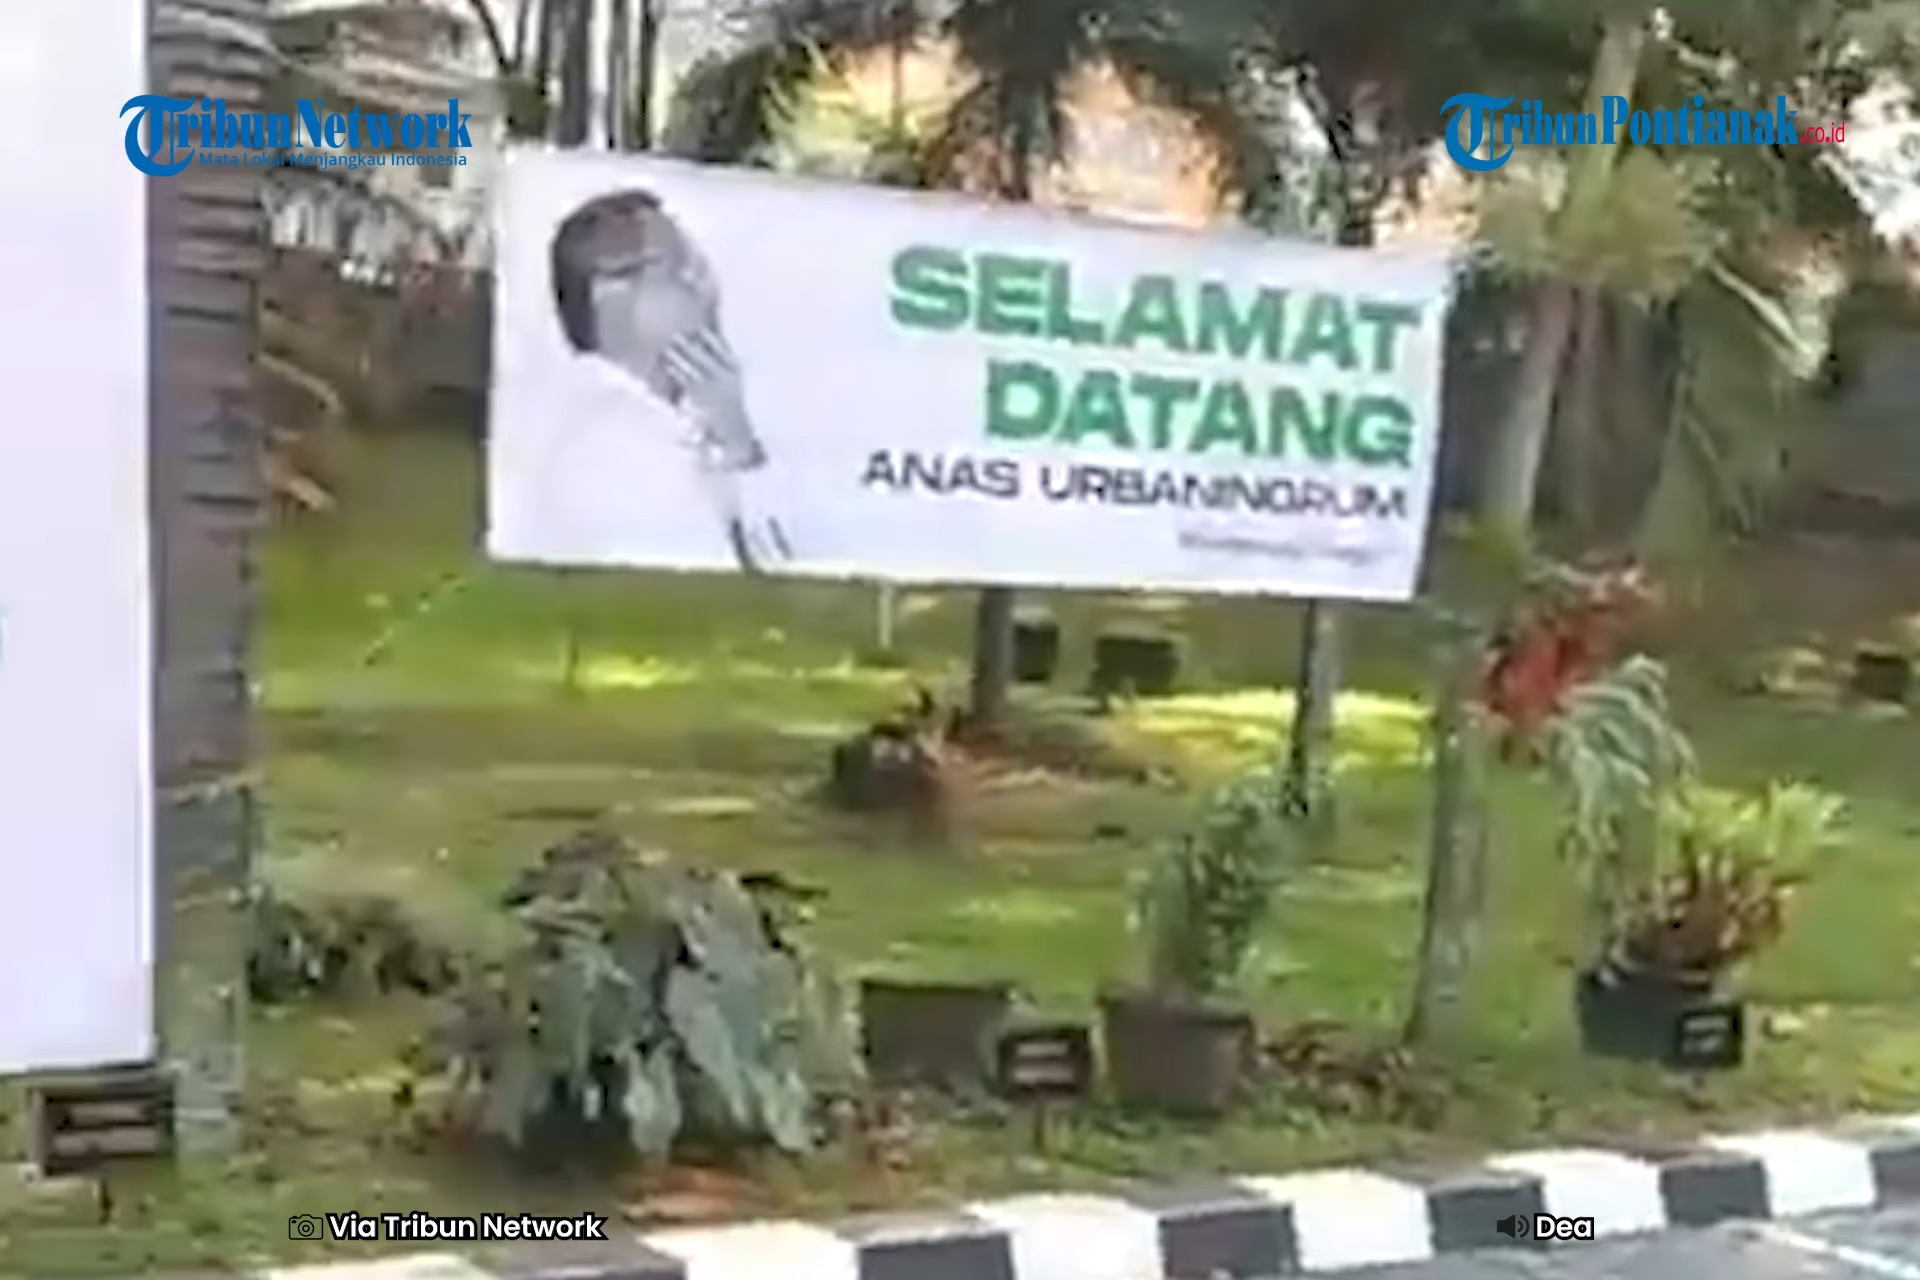 TribunNetwork
Mata Lokal Menjangkau Indonesia
TribunPontianak.co.id
SELAMAT
DATANG
ANAS URBANINGRUM
Via Tribun Network
Dea